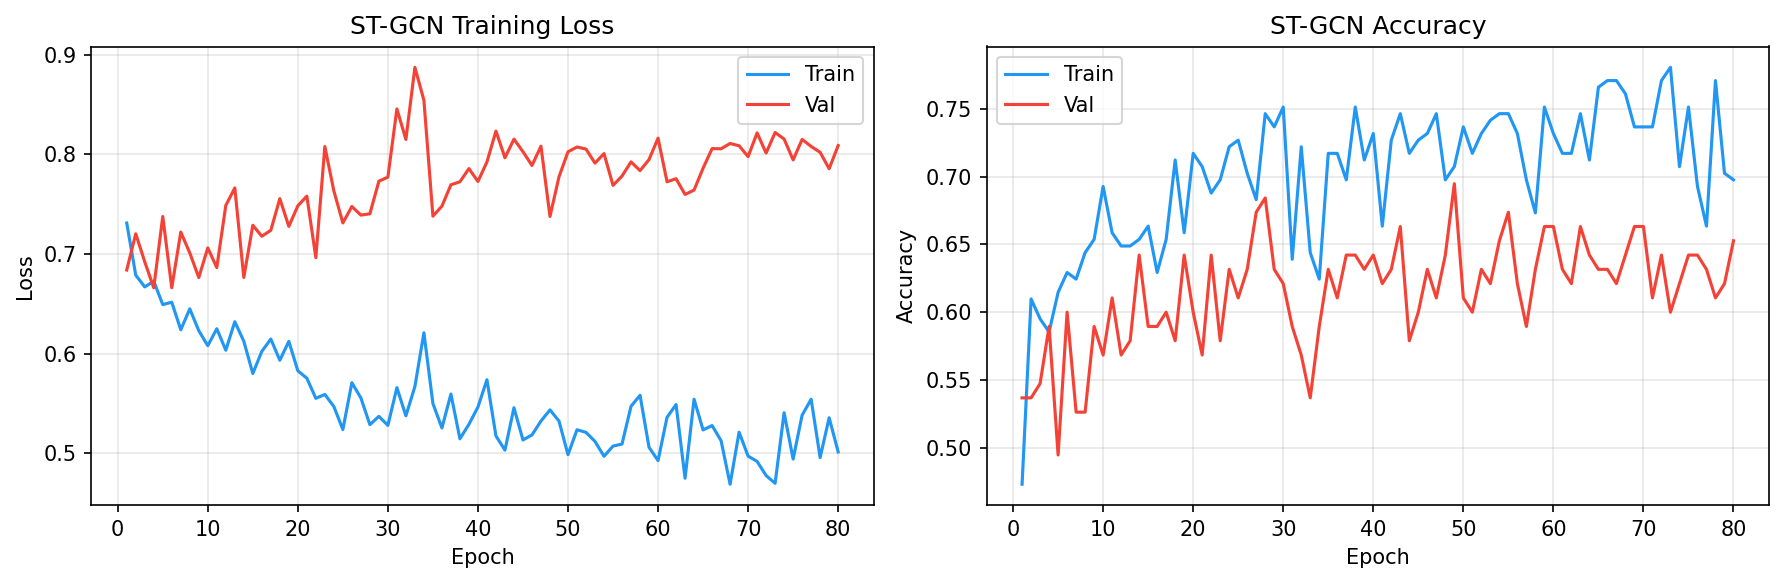 ST-GCN Training Loss
0.9
0.8
0.7
0.6
0.5
Loss
0 10 20 30 40 50 60 70 80
Epoch
Train
Val
ST-GCN Accuracy
0.75
0.70
0.65
0.60
0.55
0.50
Accuracy
0 10 20 30 40 50 60 70 80
Epoch
Train
Val